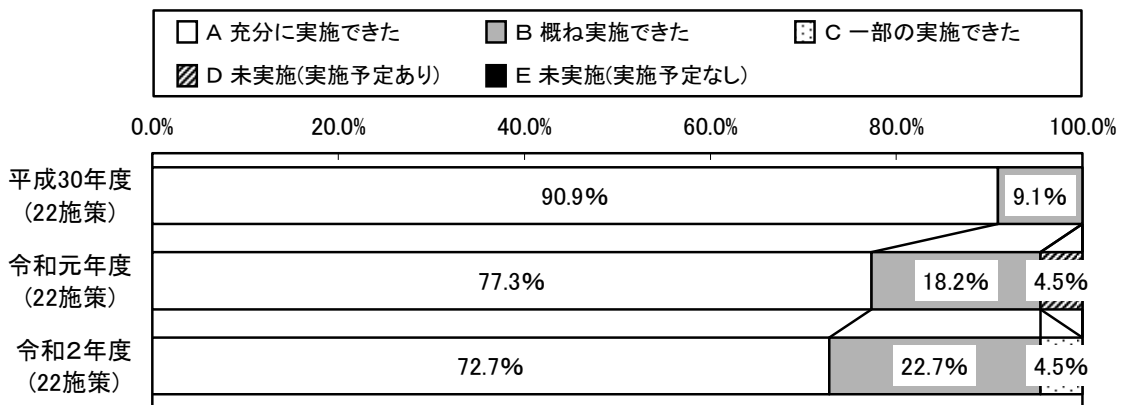 A 充分に実施できた B 概ね実施できた C 一部の実施できた
D 未実施(実施予定あり) E 未実施(実施予定なし)
0.0% 20.0% 40.0% 60.0% 80.0% 100.0%
平成30年度
(22施策)
90.9% 9.1%
令和元年度
(22施策)
77.3% 18.2% 4.5%
令和2年度
(22施策)
72.7% 22.7% 4.5%